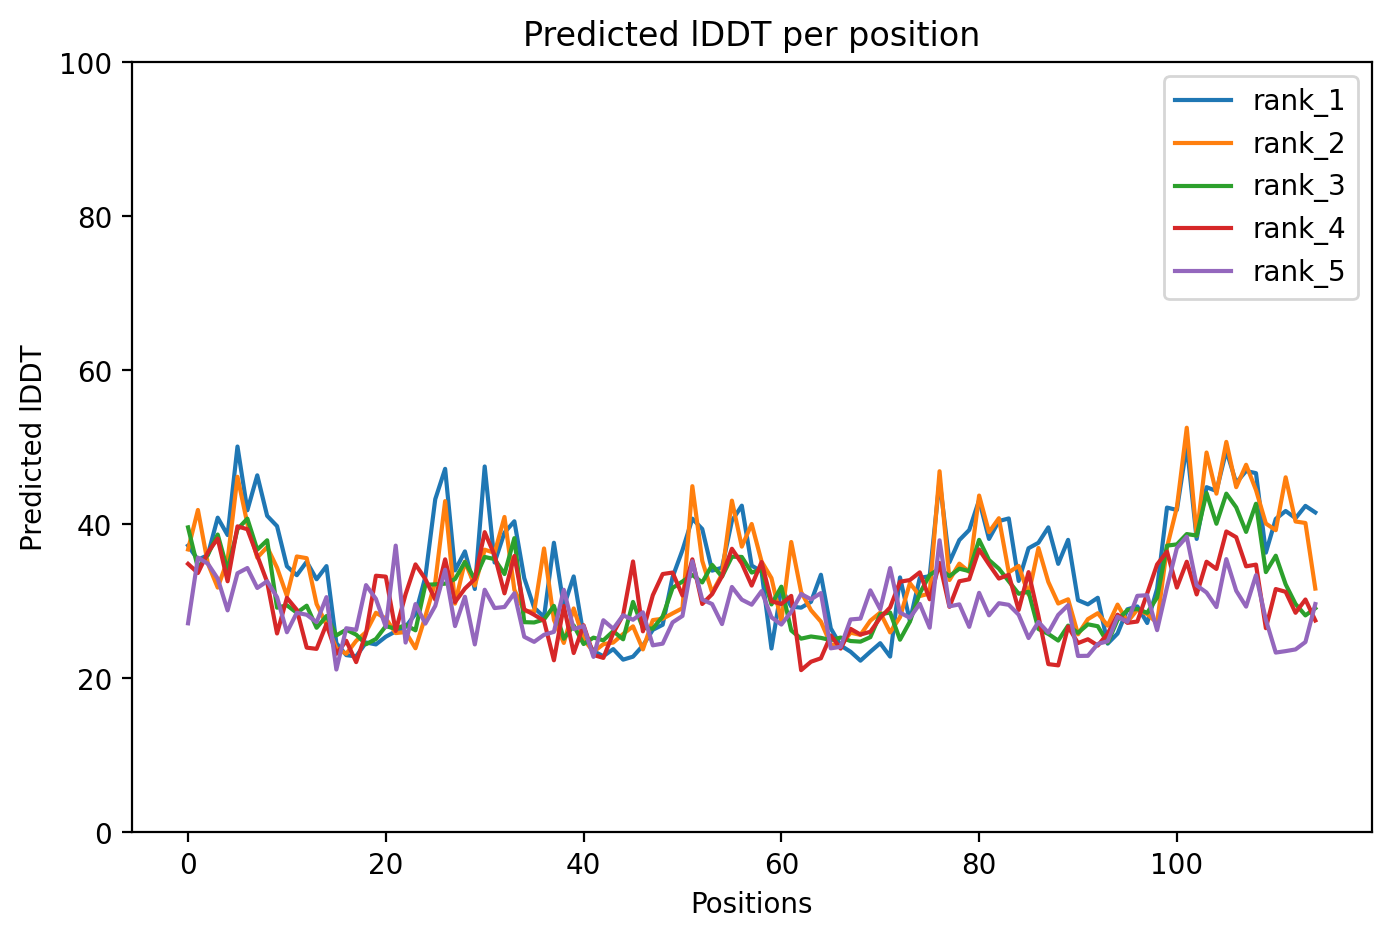 Predicted lDDT per position
100
80
60
40
20
0
Predicted lDDT
0 20 40 60 80 100
Positions
rank_1
rank_2
rank_3
rank_4
rank_5